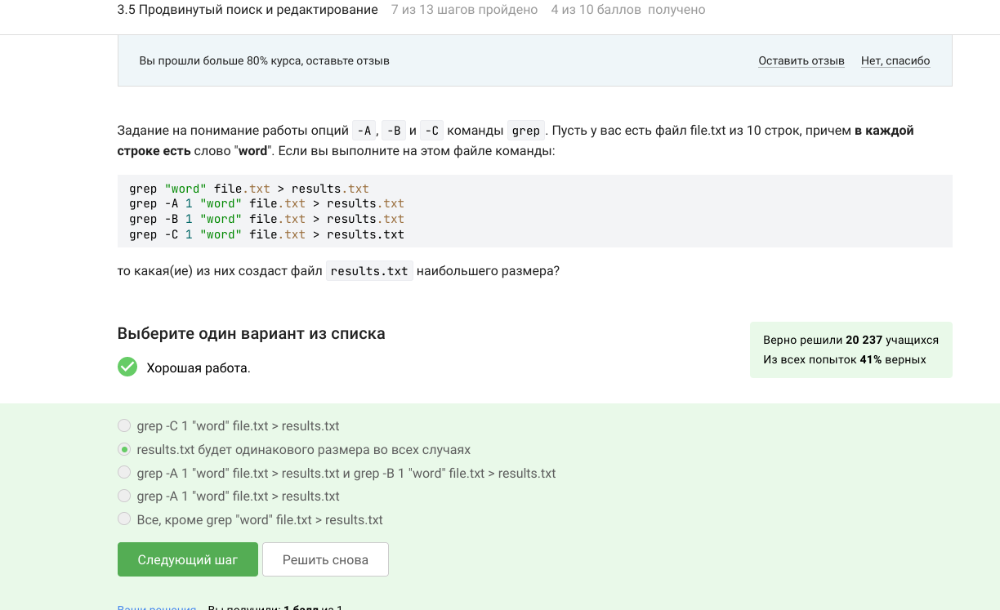 3.5 Продвинутый поиск и редактирование 7 из 13 шагов пройдено 4 из 10 баллов получено
Вы прошли больше 80% курса, оставьте отзыв Оставить отзыв Нет, спасибо
Задание на понимание работы опций -A, -B и -C команды grep. Пусть у вас есть файл file.txt из 10 строк, причем в каждой
строке есть слово "word". Если вы выполните на этом файле команды:
grep "word" file.txt > results.txt
grep -A 1 "word" file.txt > results.txt
grep -B 1 "word" file.txt > results.txt
grep -C 1 "word" file.txt > results.txt
то какая(ие) из них создаст файл results.txt наибольшего размера?
Выберите один вариант из списка
Хорошая работа.
Верно решили 20 237 учащихся
Из всех попыток 41% верных
grep -C 1 "word" file.txt > results.txt
results.txt будет одинакового размера во всех случаях
grep -A 1 "word" file.txt > results.txt и grep -B 1 "word" file.txt > results.txt
grep -A 1 "word" file.txt > results.txt
Все, кроме grep "word" file.txt > results.txt
Следующий шаг Решить снова
Ваши решения Вы получили: 1 балл из 1